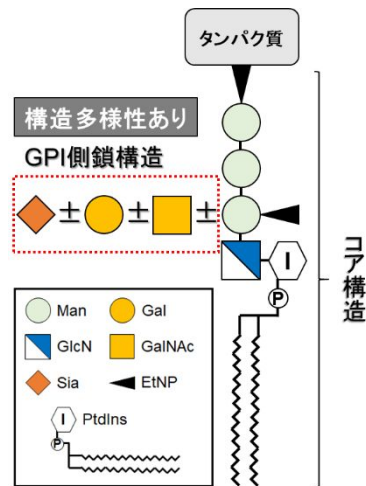 タンパク質
構造多様性あり
GPI側鎖構造
± ± ±
I
P
コア構造
Man
Gal
GlcN
GalNAc
Sia
EtNP
I
PtdIns
P